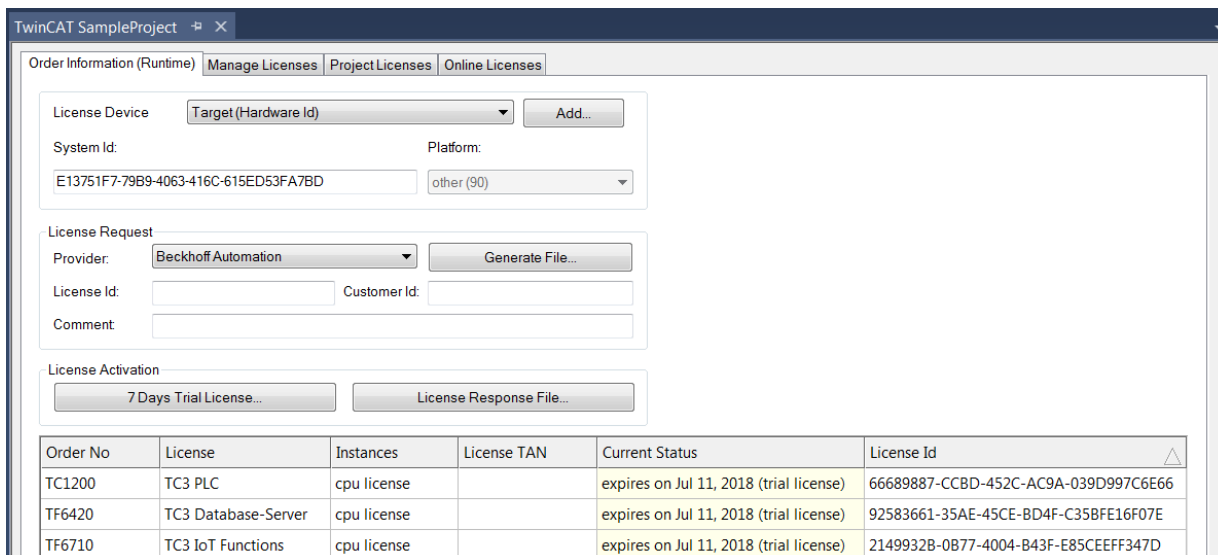 TwinCAT SampleProject
Order Information (Runtime) Manage Licenses Project Licenses Online Licenses
License Device Target (Hardware Id) Add...
System Id: Platform:
E13751F7-79B9-4063-416C-615ED53FA7BD other (90)
License Request
Provider: Beckhoff Automation Generate File...
License Id: Customer Id:
Comment:
License Activation
7 Days Trial License... License Response File...
Order No License Instances License TAN Current Status License Id
TC1200 TC3 PLC cpu license expires on Jul 11, 2018 (trial license) 66689887-CCBD-452C-AC9A-039D997C6E66
TF6420 TC3 Database-Server cpu license expires on Jul 11, 2018 (trial license) 92583661-35AE-45CE-BD4F-C35BFE16F07E
TF6710 TC3 IoT Functions cpu license expires on Jul 11, 2018 (trial license) 2149932B-0B77-4004-B43F-E85CEEFF347D